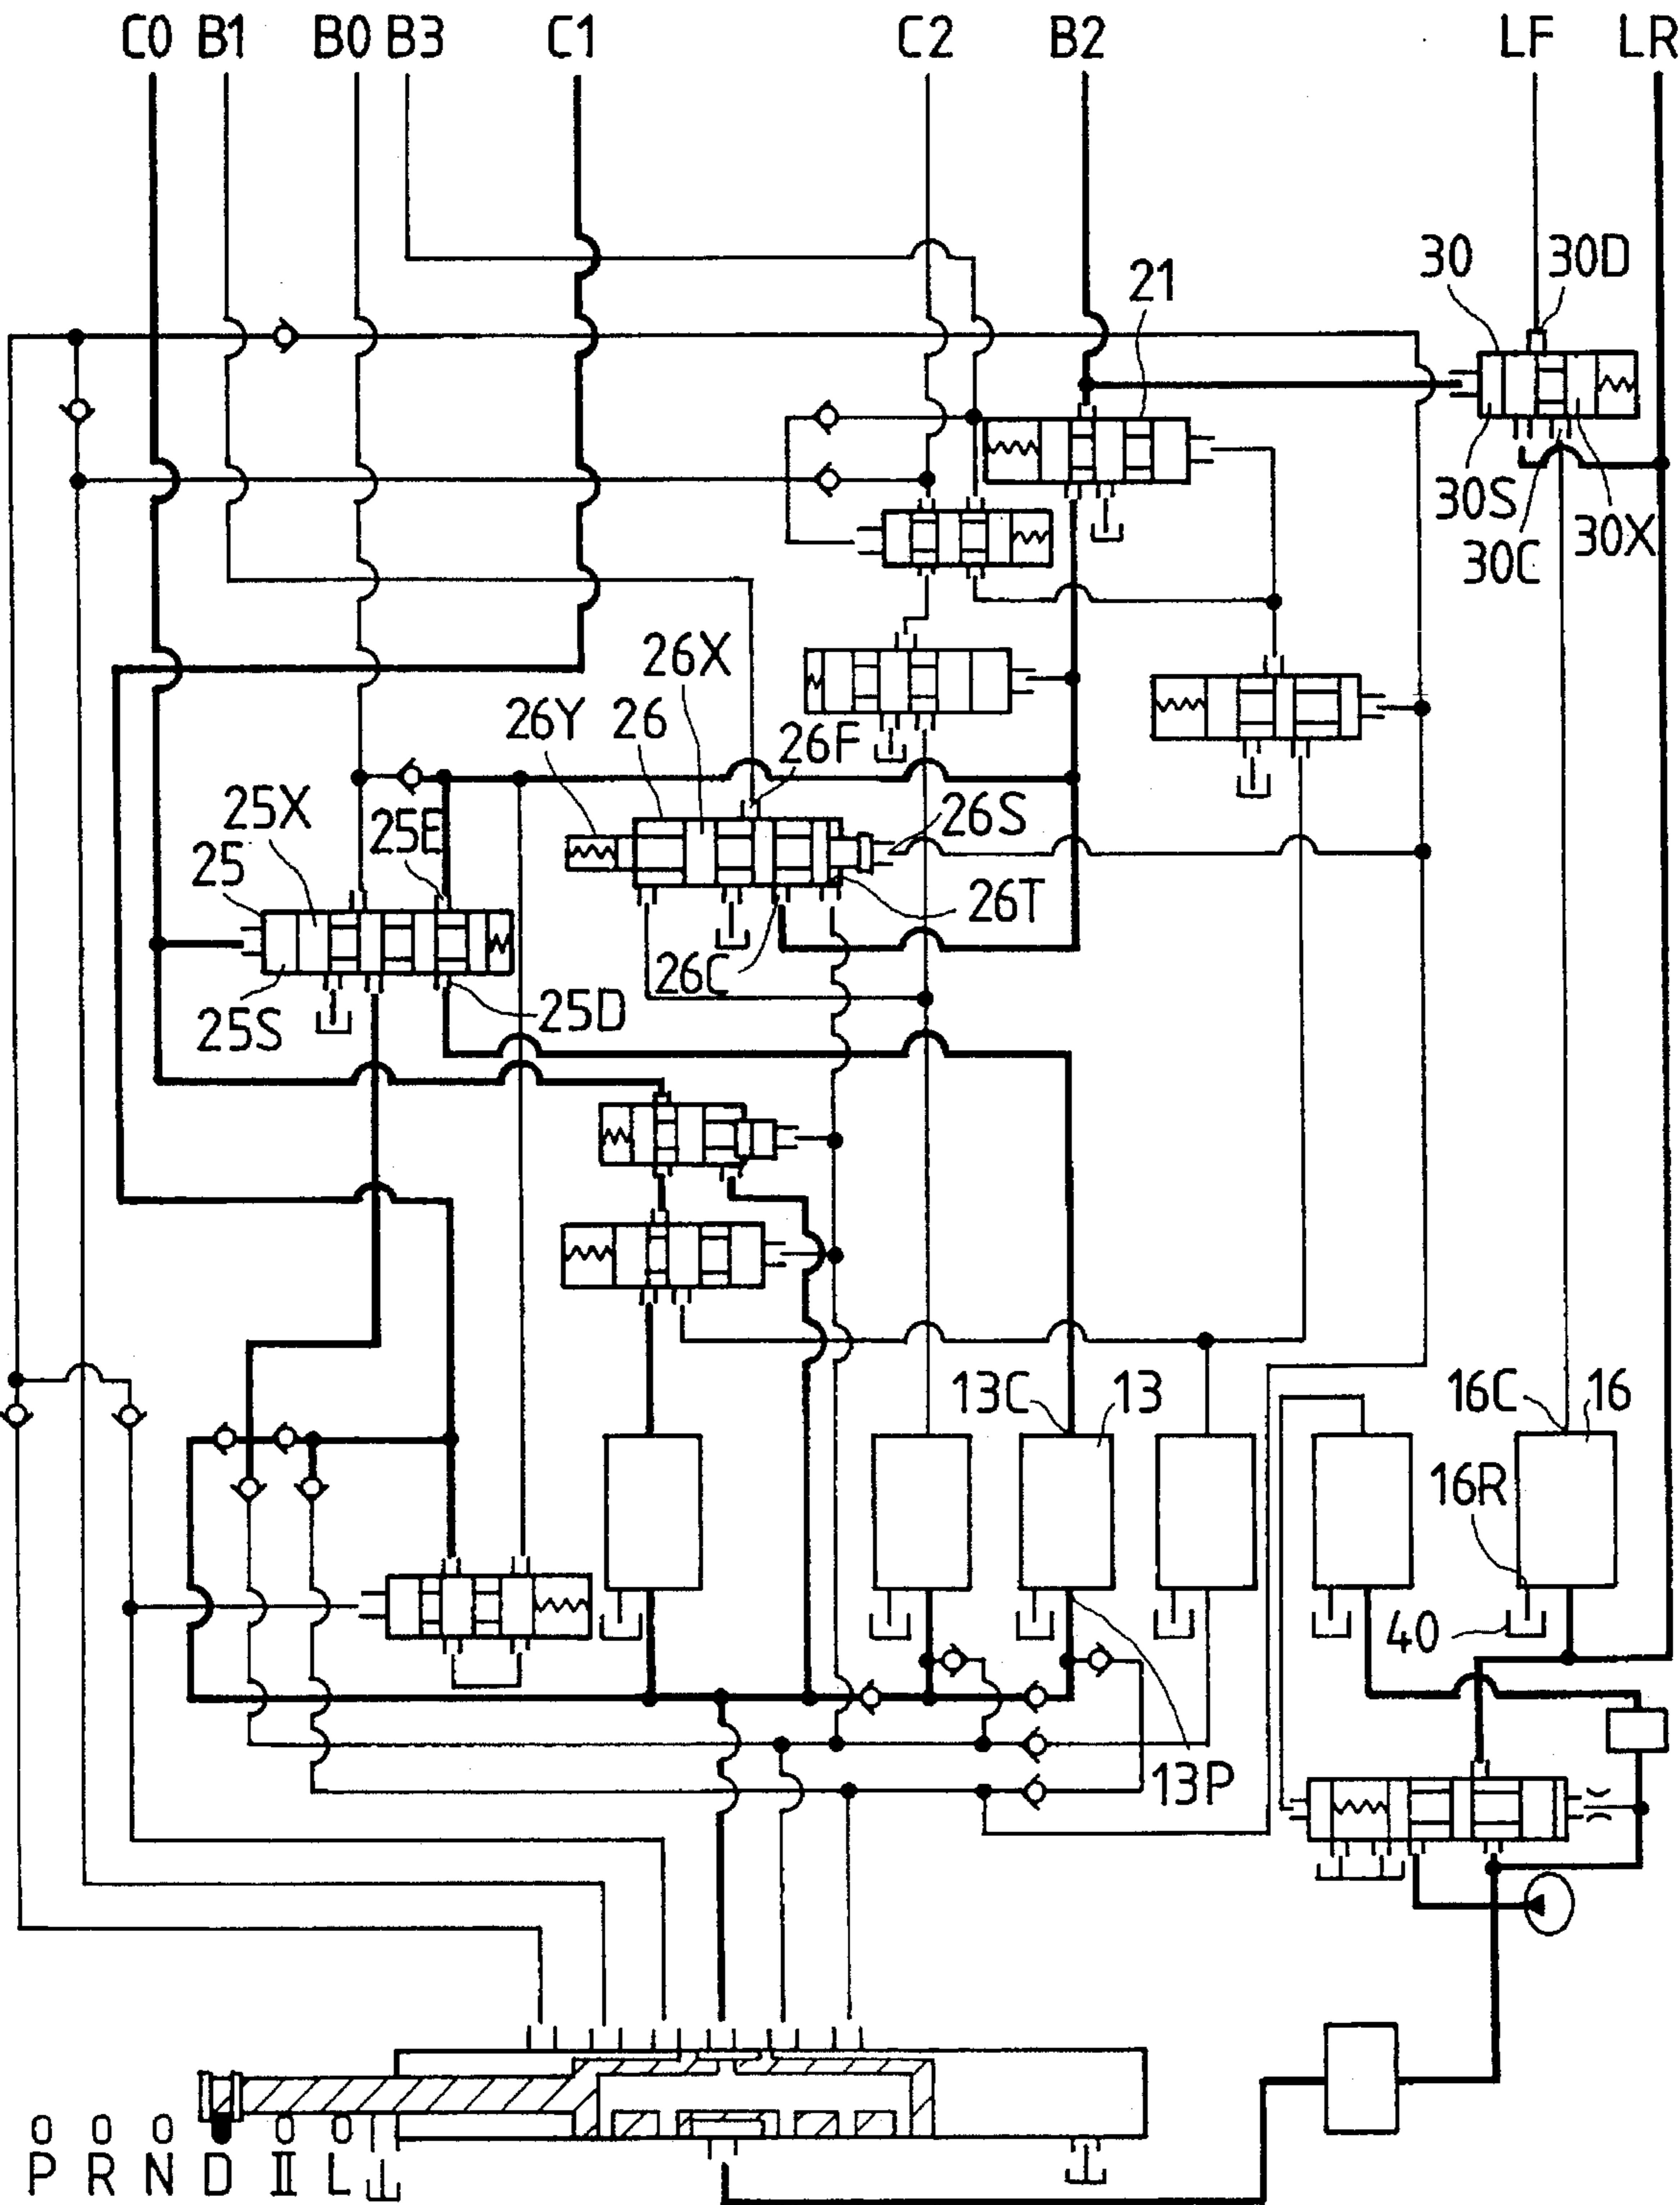 C0 B1 B0 B3 C1 C2 B2 LF LR
30 30D
21
30S
30X
30C
26X
26Y 26 26F
25X 25E 26S
25
26T
26C
25S 25D
13C 13 16C 16
16R
40
13P
P R N D II L